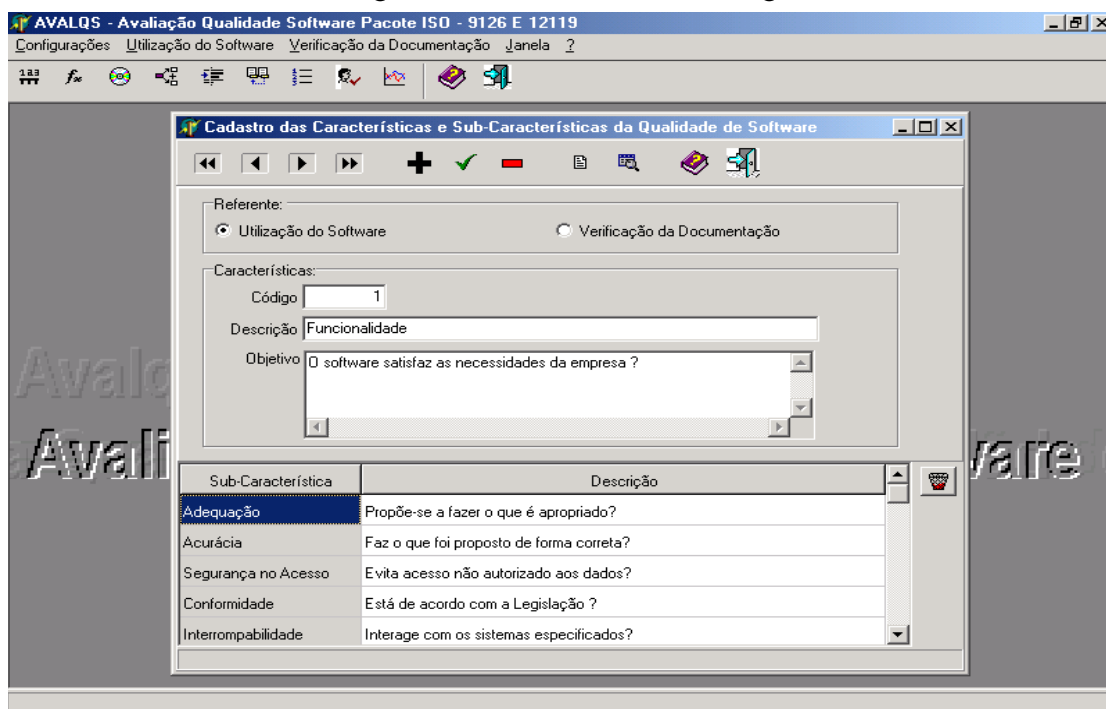 AVALQS - Avaliação Qualidade Software Pacote ISO - 9126 E 12119
Configurações Utilização do Software Verificação da Documentação Janela ?
Cadastro das Características e Sub-Características da Qualidade de Software
Referente:
Utilização do Software Verificação da Documentação
Características:
Código 1
Descrição Funcionalidade
Objetivo O software satisfaz as necessidades da empresa ?
Sub-Característica Descrição
Adequação Propõe-se a fazer o que é apropriado?
Acurácia Faz o que foi proposto de forma correta?
Segurança no Acesso Evita acesso não autorizado aos dados?
Conformidade Está de acordo com a Legislação ?
Interrompabilidade Interage com os sistemas especificados?